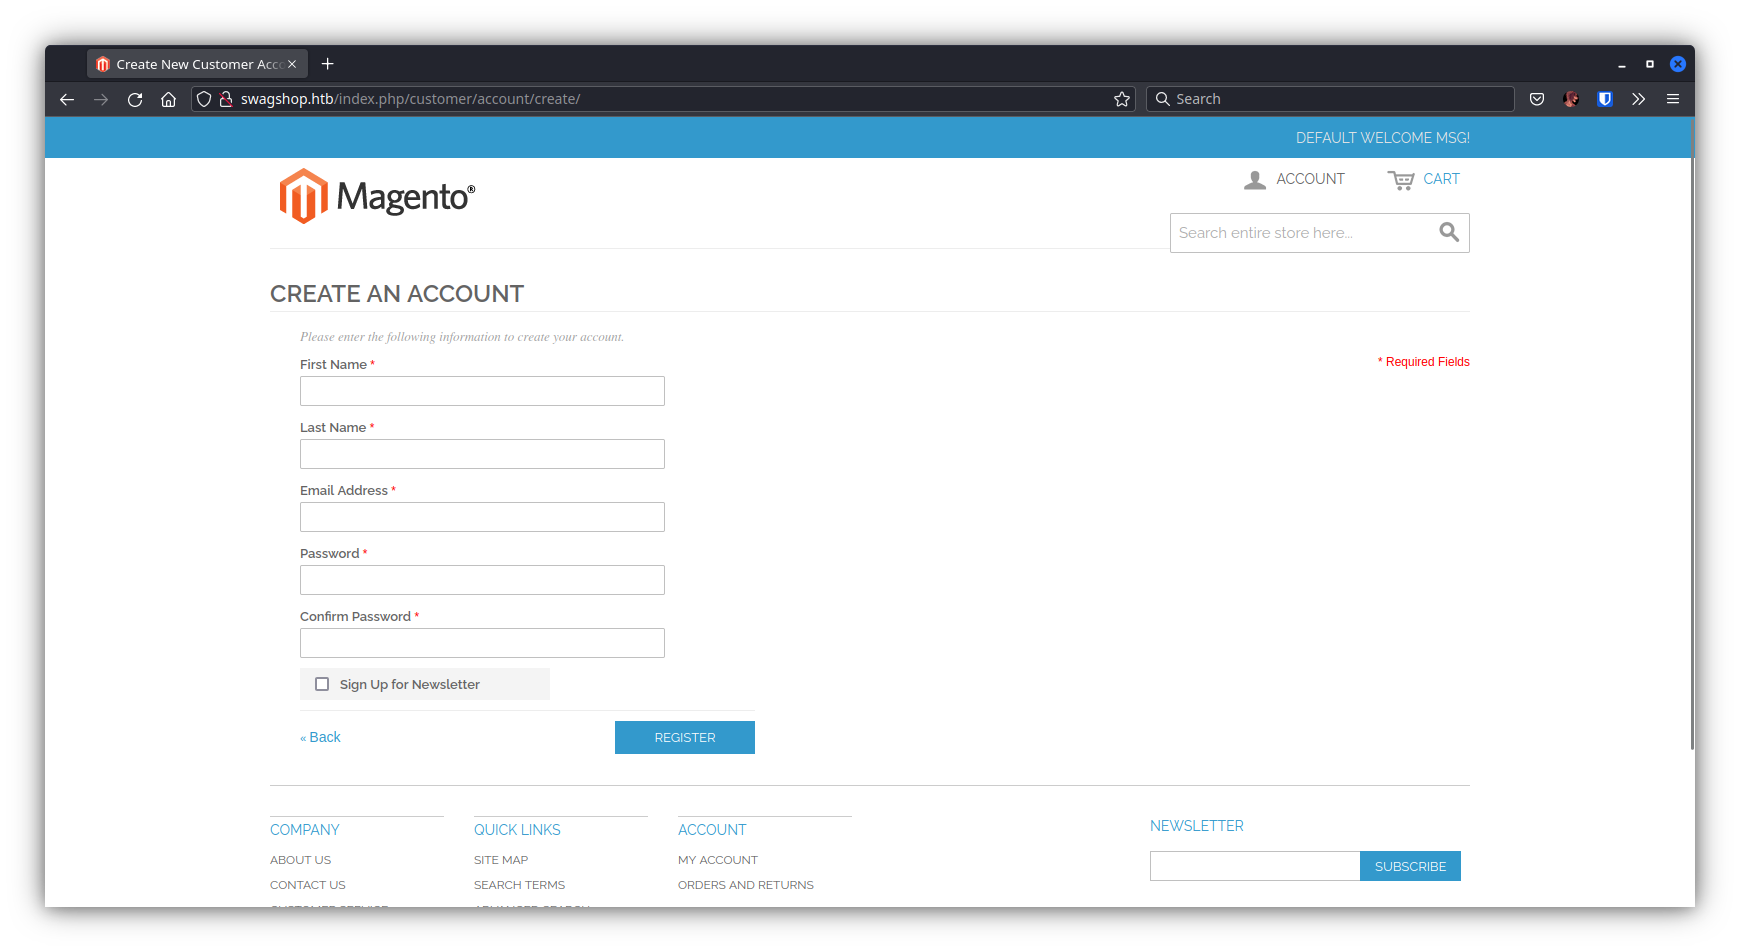 Create New Customer Acc
swagshop.htb/index.php/customer/account/create/
Search
DEFAULT WELCOME MSG!
Magento®
ACCOUNT
CART
Search entire store here...
CREATE AN ACCOUNT
Please enter the following information to create your account.
* Required Fields
First Name *
Last Name *
Email Address *
Password *
Confirm Password *
Sign Up for Newsletter
« Back
REGISTER
COMPANY
QUICK LINKS
ACCOUNT
NEWSLETTER
ABOUT US
SITE MAP
MY ACCOUNT
SUBSCRIBE
CONTACT US
SEARCH TERMS
ORDERS AND RETURNS